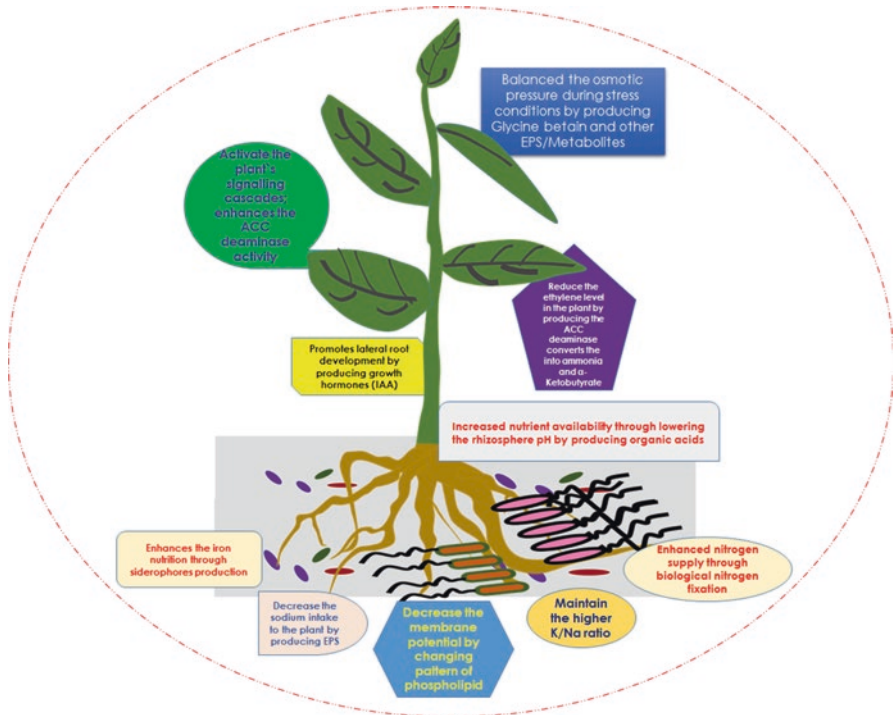 Balanced the osmotic
pressure during stress
conditions by producing
Glycine betain and other
EPS/Metabolites
Activate the
plant`s
signalling
cascades;
enhances the
ACC
deaminase
activity
Reduce the
ethylene level
in the plant by
producing the
ACC
deaminase
converts the
into ammonia
and α-
Ketobutyrate
Promotes lateral root
development by
producing growth
hormones (IAA)
Increased nutrient availability through lowering
the rhizosphere pH by producing organic acids
Enhances the iron
nutrition through
siderophores production
Enhanced nitrogen
supply through
biological nitrogen
fixation
Decrease the
sodium intake
to the plant by
producing EPS
Decrease the
membrane
potential by
changing
pattern of
phospholipid
Maintain
the higher
K/Na ratio